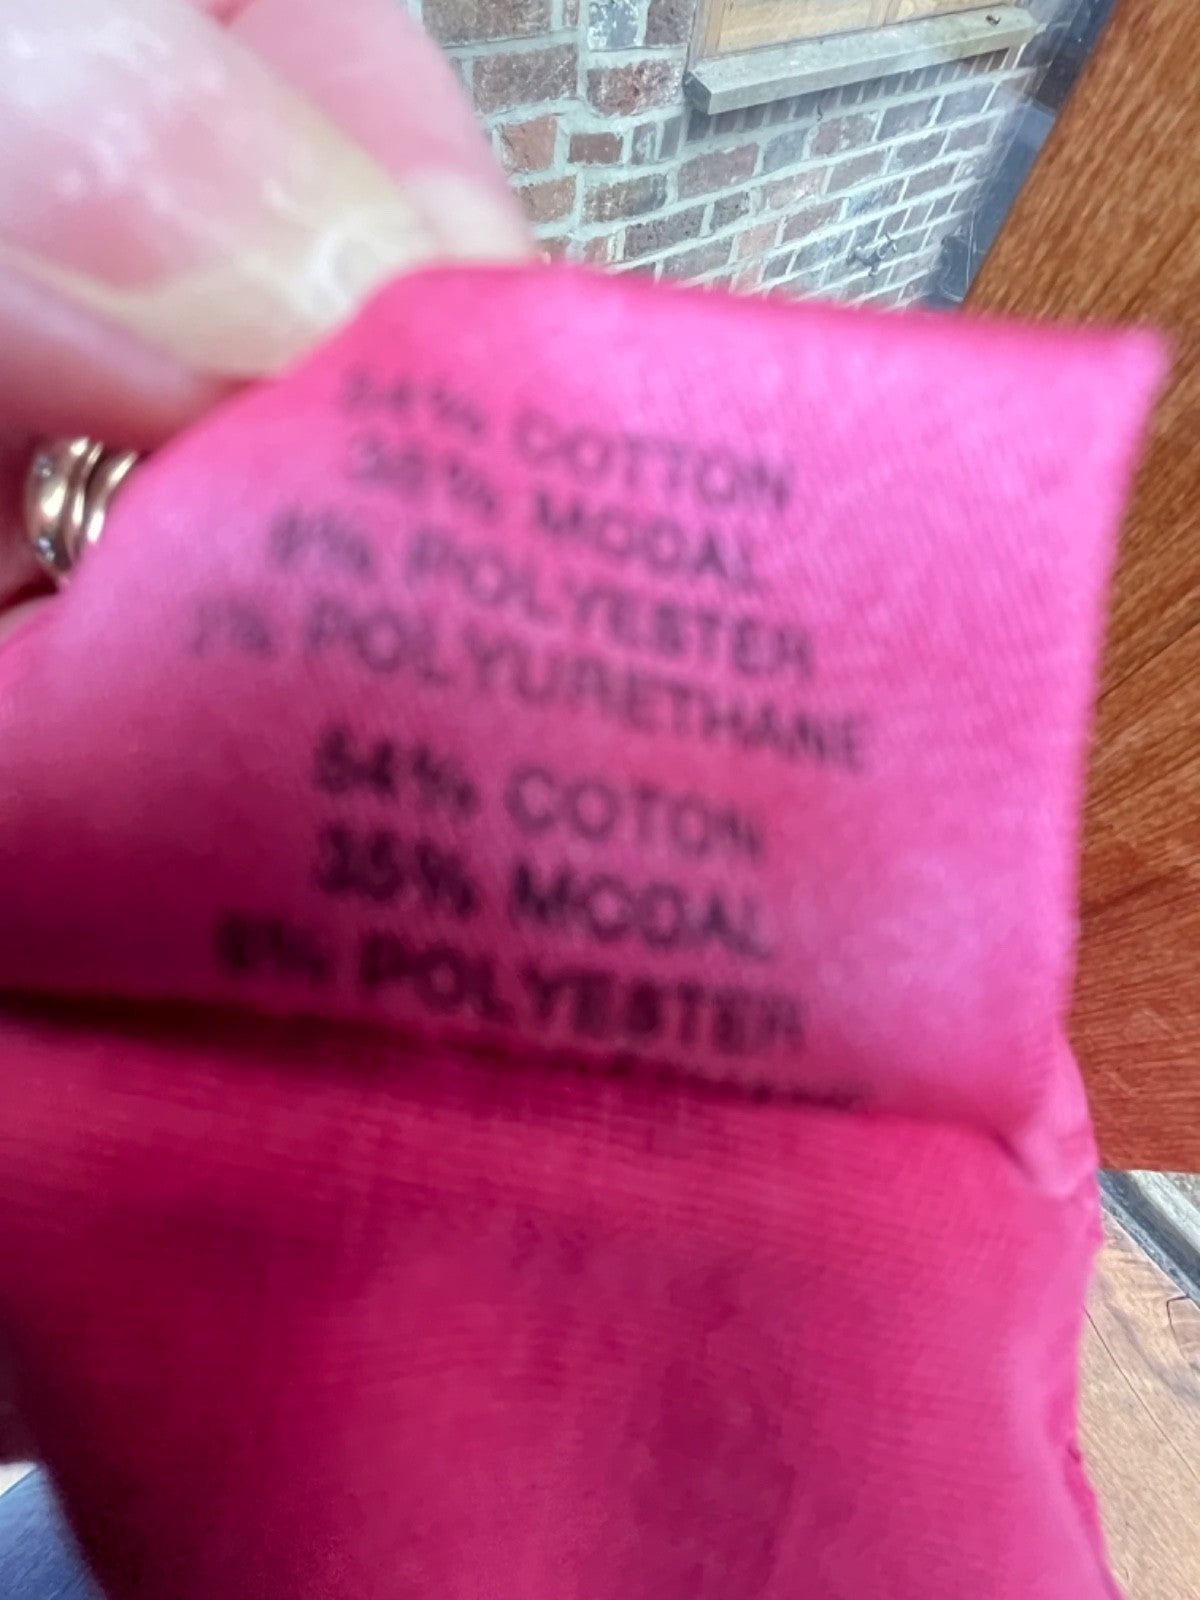 54% COTTON
35% MODAL
9% POLYESTER
2% POLYURETHANE
54% COTON
35% MODAL
9% POLYESTER